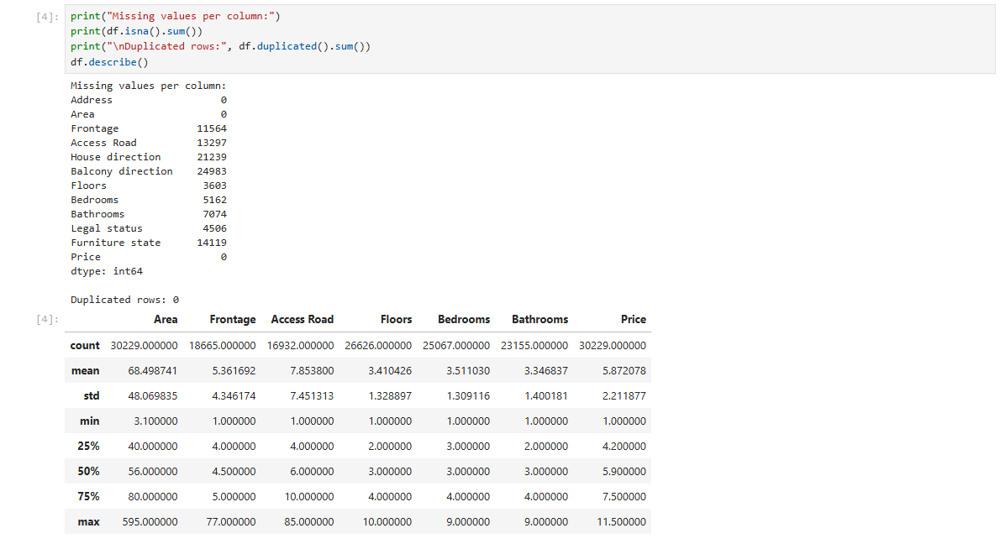 [4]: print("Missing values per column:")
print(df.isna().sum())
print("\nDuplicated rows:", df.duplicated().sum())
df.describe()
Missing values per column:
Address 0
Area 0
Frontage 11564
Access Road 13297
House direction 21239
Balcony direction 24983
Floors 3603
Bedrooms 5162
Bathrooms 7074
Legal status 4506
Furniture state 14119
Price 0
dtype: int64
Duplicated rows: 0
[4]: Area Frontage Access Road Floors Bedrooms Bathrooms Price
count 30229.000000 18665.000000 16932.000000 26626.000000 25067.000000 23155.000000 30229.000000
mean 68.498741 5.361692 7.853800 3.410426 3.511030 3.346837 5.872078
std 48.069835 4.346174 7.451313 1.328897 1.309116 1.400181 2.211877
min 3.100000 1.000000 1.000000 1.000000 1.000000 1.000000 1.000000
25% 40.000000 4.000000 4.000000 2.000000 3.000000 2.000000 4.200000
50% 56.000000 4.500000 6.000000 3.000000 3.000000 3.000000 5.900000
75% 80.000000 5.000000 10.000000 4.000000 4.000000 4.000000 7.500000
max 595.000000 77.000000 85.000000 10.000000 9.000000 9.000000 11.500000